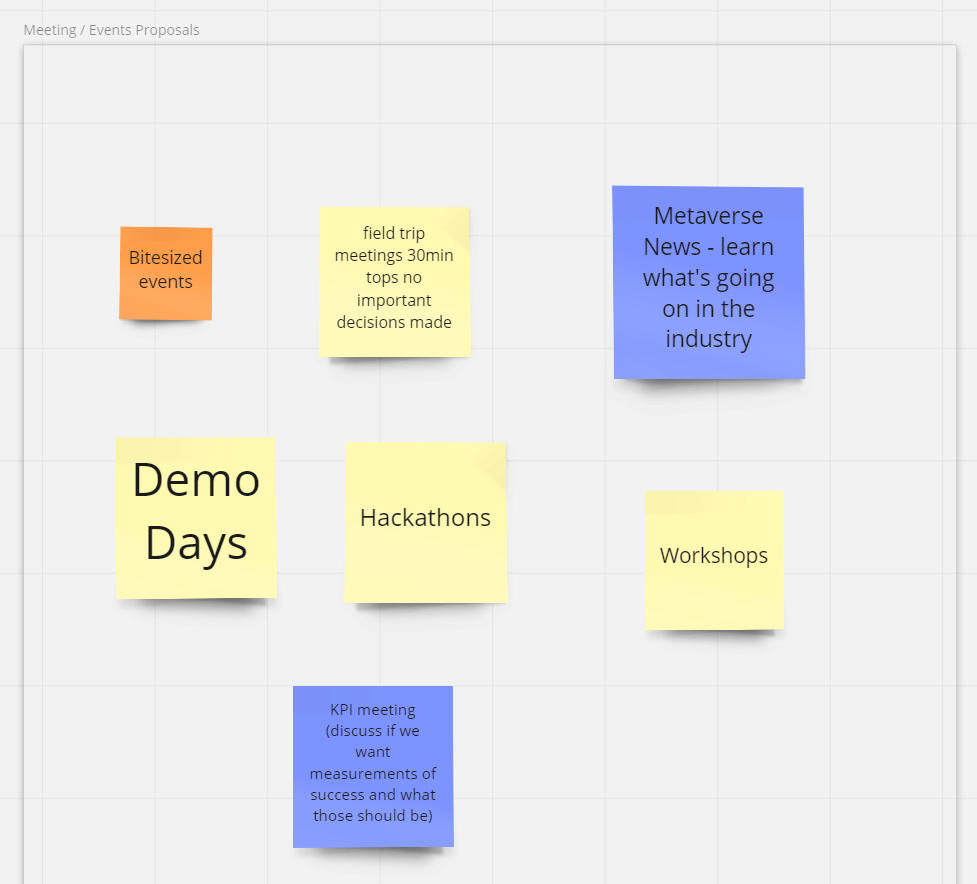 Meeting / Events Proposals
Bitesized
events
field trip
meetings 30min
tops no
important
decisions made
Metaverse
News - learn
what's going
on in the
industry
Demo
Days
Hackathons
Workshops
KPI meeting
(discuss if we
want
measurements of
success and what
those should be)